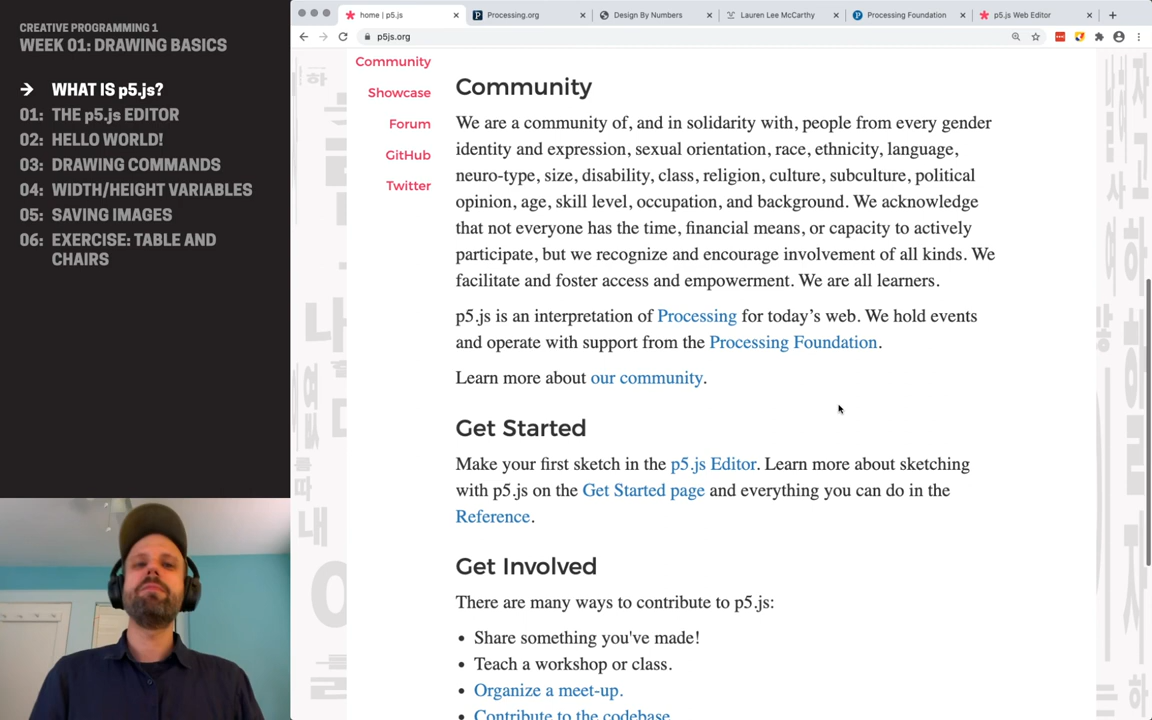 CREATIVE PROGRAMMING 1
WEEK 01: DRAWING BASICS
→ WHAT IS p5.js?
01: THE p5.js EDITOR
02: HELLO WORLD!
03: DRAWING COMMANDS
04: WIDTH/HEIGHT VARIABLES
05: SAVING IMAGES
06: EXERCISE: TABLE AND
CHAIRS
home | p5.js
Processing.org
Design By Numbers
Lauren Lee McCarthy
Processing Foundation
p5.js Web Editor
p5js.org
Community
Showcase
Forum
GitHub
Twitter
Community
We are a community of, and in solidarity with, people from every gender
identity and expression, sexual orientation, race, ethnicity, language,
neuro-type, size, disability, class, religion, culture, subculture, political
opinion, age, skill level, occupation, and background. We acknowledge
that not everyone has the time, financial means, or capacity to actively
participate, but we recognize and encourage involvement of all kinds. We
facilitate and foster access and empowerment. We are all learners.
p5.js is an interpretation of Processing for today’s web. We hold events
and operate with support from the Processing Foundation.
Learn more about our community.
Get Started
Make your first sketch in the p5.js Editor. Learn more about sketching
with p5.js on the Get Started page and everything you can do in the
Reference.
Get Involved
There are many ways to contribute to p5.js:
• Share something you've made!
• Teach a workshop or class.
• Organize a meet-up.
• Contribute to the codebase.